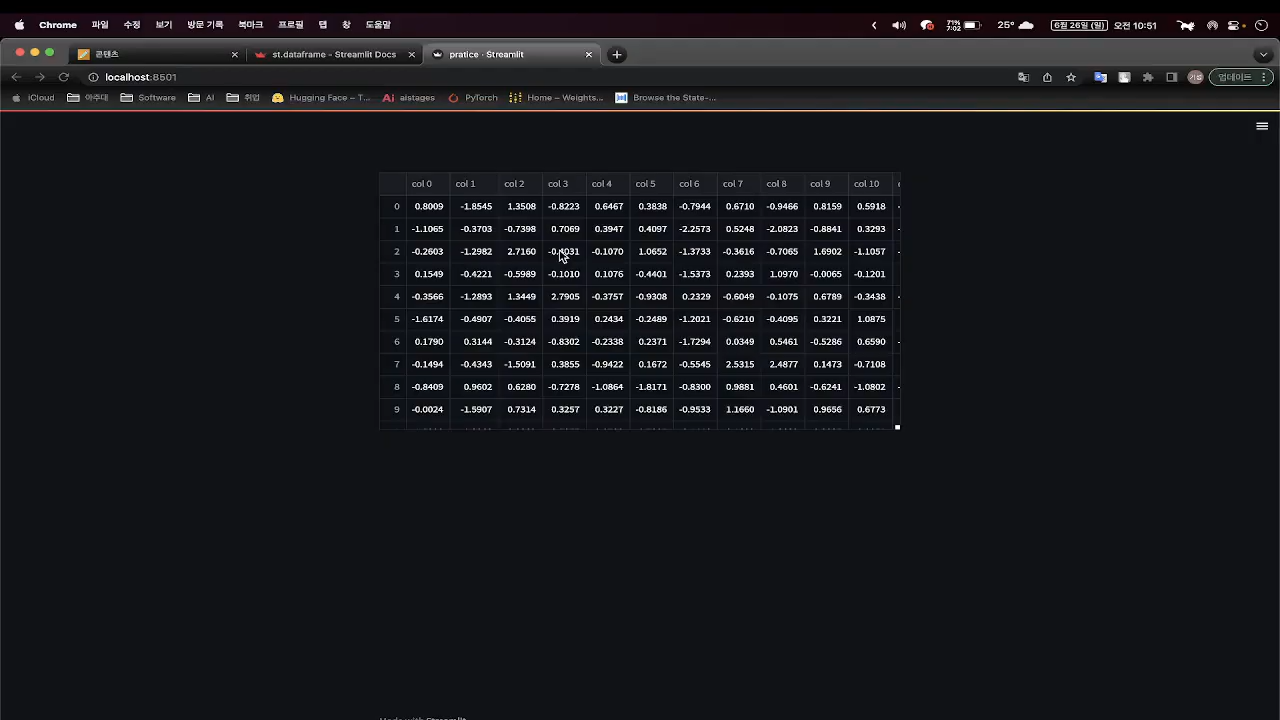 Chrome 파일 수정 보기 방문 기록 북마크 프로필 탭 창 도움말 71% 7:02 25° 6월 26일 (일) 오전 10:51
콘텐츠 st.dataframe - Streamlit Docs pratice · Streamlit
localhost:8501 업데이트
iCloud 아주대 Software AI 취업 Hugging Face – T... Ai aistages PyTorch Home – Weights... Browse the State-...
col 0 col 1 col 2 col 3 col 4 col 5 col 6 col 7 col 8 col 9 col 10
0 0.8009 -1.8545 1.3508 -0.8223 0.6467 0.3838 -0.7944 0.6710 -0.9466 0.8159 0.5918
1 -1.1065 -0.3703 -0.7398 0.7069 0.3947 0.4097 -2.2573 0.5248 -2.0823 -0.8841 0.3293
2 -0.2603 -1.2982 2.7160 -0.1070 1.0652 -1.3733 -0.3616 -0.7065 1.6902 -1.1057
3 0.1549 -0.4221 -0.5989 -0.1010 0.1076 -0.4401 -1.5373 0.2393 1.0970 -0.0065 -0.1201
4 -0.3566 -1.2893 1.3449 2.7905 -0.3757 -0.9308 0.2329 -0.6049 -0.1075 0.6789 -0.3438
5 -1.6174 -0.4907 -0.4055 0.3919 0.2434 -0.2489 -1.2021 -0.6210 -0.4095 0.3221 1.0875
6 0.1790 0.3144 -0.3124 -0.8302 -0.2338 0.2371 -1.7294 0.0349 0.5461 -0.5286 0.6590
7 -0.1494 -0.4343 -1.5091 0.3855 -0.9422 0.1672 -0.5545 2.5315 2.4877 0.1473 -0.7108
8 -0.8409 0.9602 0.6280 -0.7278 -1.0864 -1.8171 -0.8300 0.9881 0.4601 -0.6241 -1.0802
9 -0.0024 -1.5907 0.7314 0.3257 0.3227 -0.8186 -0.9533 1.1660 -1.0901 0.9656 0.6773
Made with Streamlit